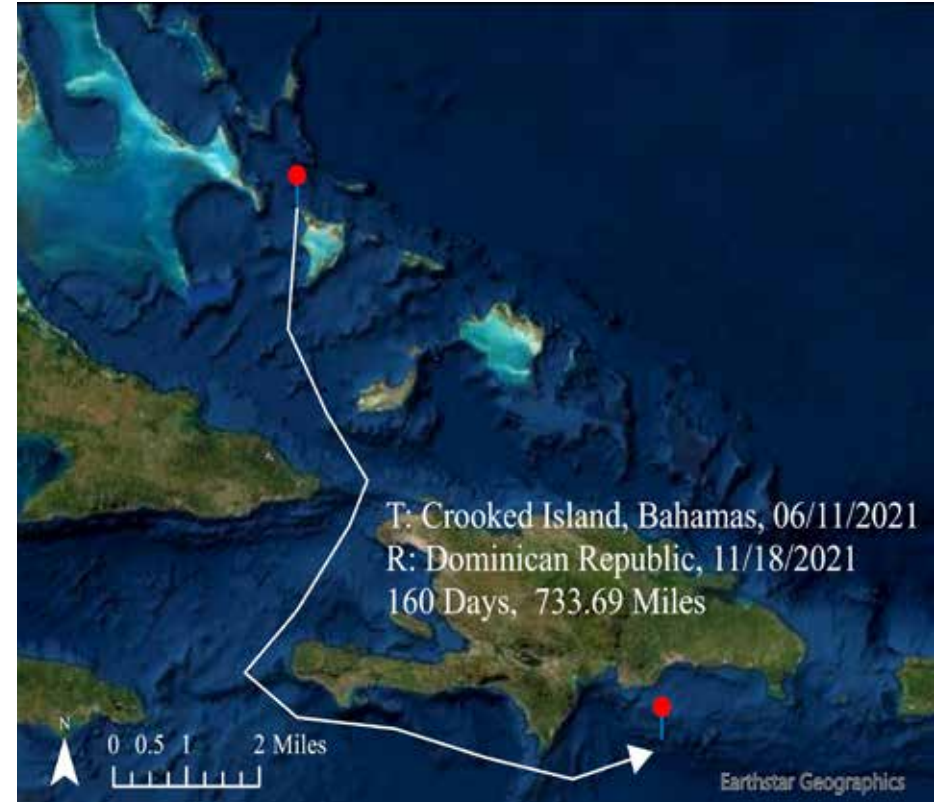 T: Crooked Island, Bahamas, 06/11/2021
R: Dominican Republic, 11/18/2021
160 Days, 733.69 Miles
N
0 0.5 1 2 Miles
Earthstar Geographics